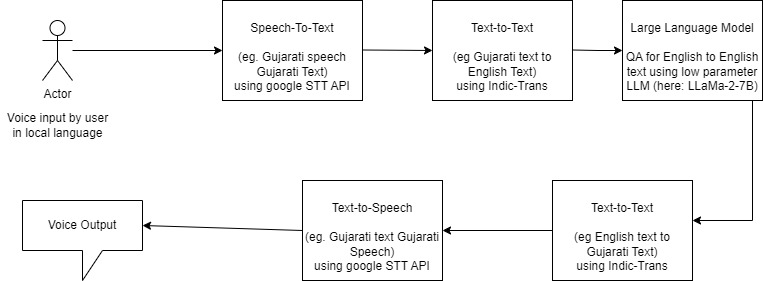 Actor
Voice input by user
in local language
Speech-To-Text
(eg. Gujarati speech
Gujarati Text)
using google STT API
Text-to-Text
(eg Gujarati text to
English Text)
using Indic-Trans
Large Language Model
QA for English to English
text using low parameter
LLM (here: LLaMa-2-7B)
Text-to-Text
(eg English text to
Gujarati Text)
using Indic-Trans
Text-to-Speech
(eg. Gujarati text Gujarati
Speech)
using google STT API
Voice Output